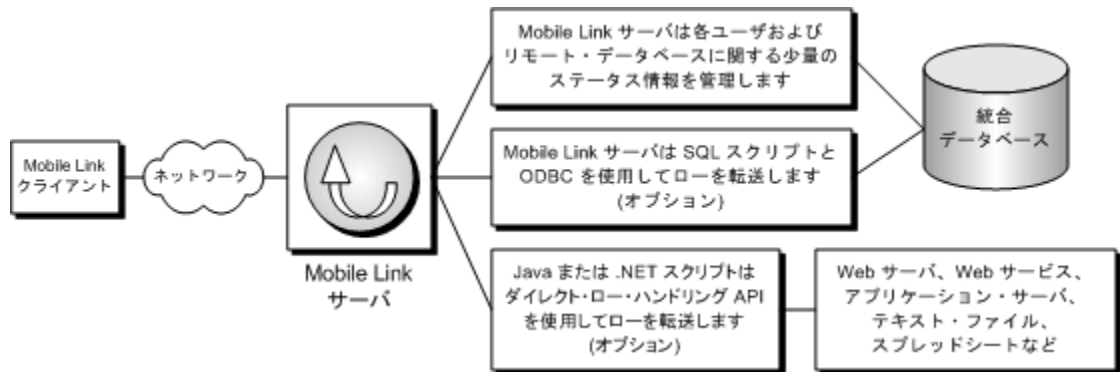 Mobile Link
クライアント
ネットワーク
Mobile Link
サーバ
Mobile Link サーバは各ユーザおよび
リモート・データベースに関する少量の
ステータス情報を管理します
Mobile Link サーバは SQL スクリプトと
ODBC を使用してローを転送します
(オプション)
Java または .NET スクリプトは
ダイレクト・ロー・ハンドリング API
を使用してローを転送します
(オプション)
統合
データベース
Web サーバ、Web サービス、
アプリケーション・サーバ、
テキスト・ファイル、
スプレッドシートなど